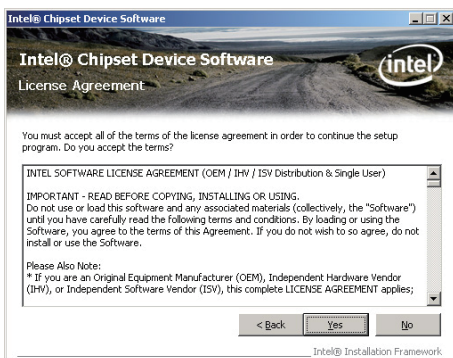 Intel® Chipset Device Software
Intel® Chipset Device Software
intel
License Agreement
You must accept all of the terms of the license agreement in order to continue the setup
program. Do you accept the terms?
INTEL SOFTWARE LICENSE AGREEMENT (OEM / IHV / ISV Distribution & Single User)
IMPORTANT - READ BEFORE COPYING, INSTALLING OR USING.
Do not use or load this software and any associated materials (collectively, the "Software")
until you have carefully read the following terms and conditions. By loading or using the
Software, you agree to the terms of this Agreement. If you do not wish to so agree, do not
install or use the Software.
Please Also Note:
* If you are an Original Equipment Manufacturer (OEM), Independent Hardware Vendor
(IHV), or Independent Software Vendor (ISV), this complete LICENSE AGREEMENT applies;
< Back Yes No
Intel® Installation Framework